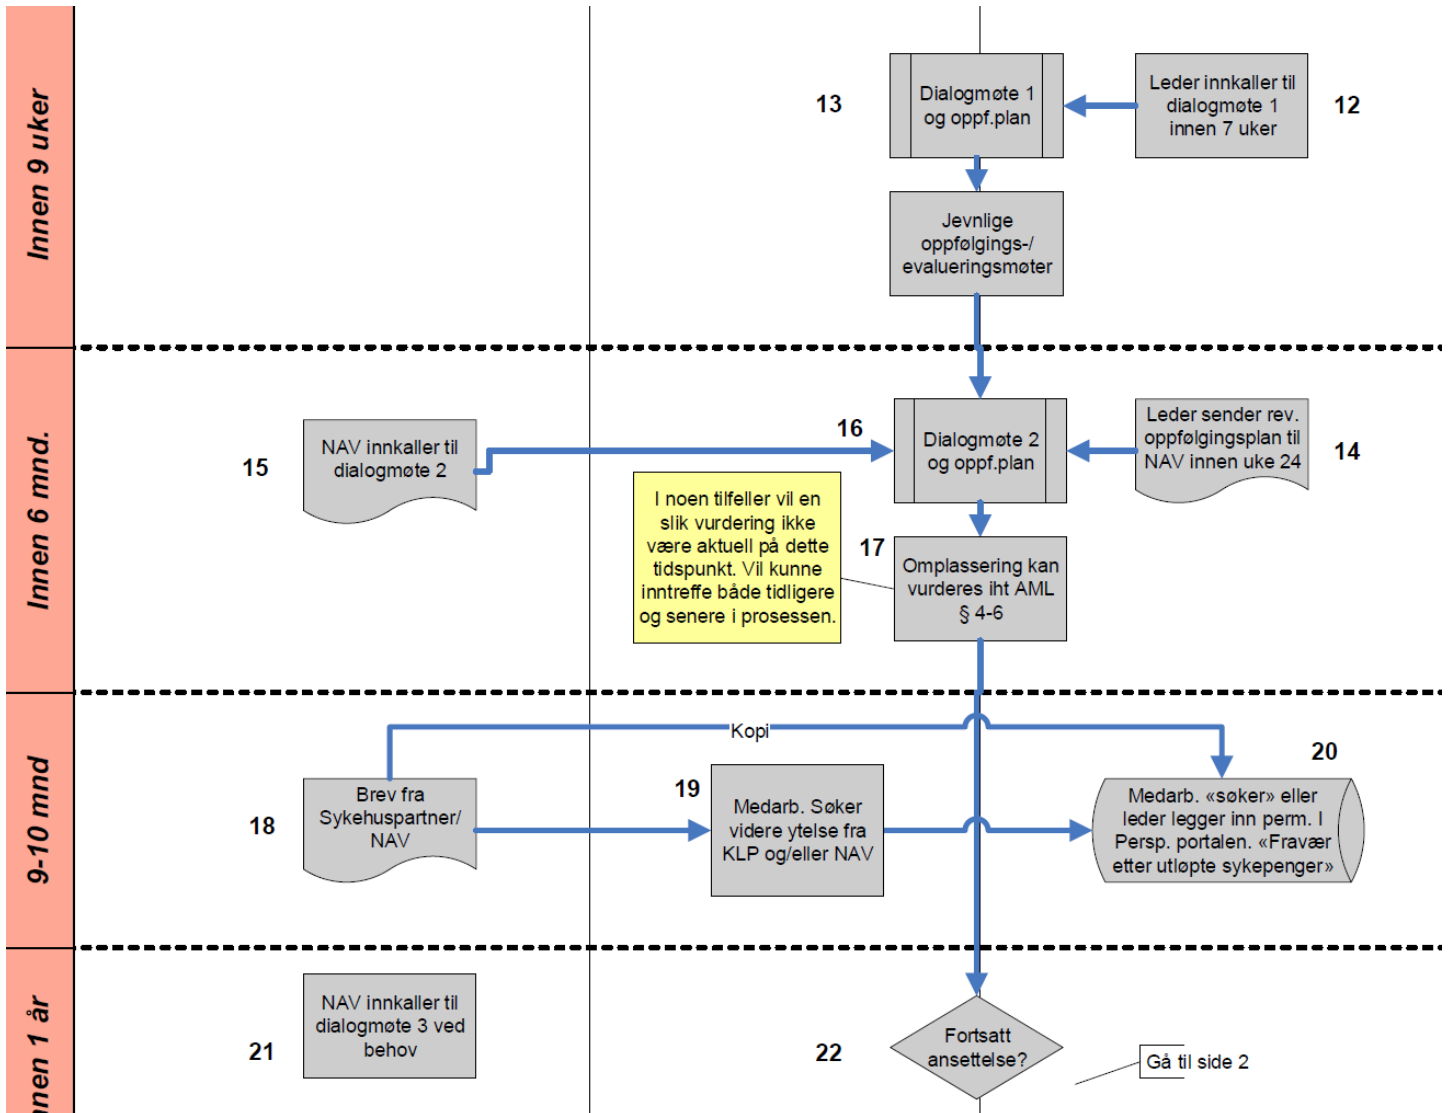 Innen 9 uker
13
Dialogmøte 1
og oppf.plan
Leder innkaller til
dialogmøte 1
innen 7 uker
12
Jevnlige
oppfølgings-/
evalueringsmøter
Innen 6 mnd.
15
NAV innkaller til
dialogmøte 2
16
Dialogmøte 2
og oppf.plan
Leder sender rev.
oppfølgingsplan til
NAV innen uke 24
14
I noen tilfeller vil en
slik vurdering ikke
være aktuell på dette
tidspunkt. Vil kunne
inntreffe både tidligere
og senere i prosessen.
17
Omplassering kan
vurderes iht AML
§ 4-6
9-10 mnd
Kopi
18
Brev fra
Sykehuspartner/
NAV
19
Medarb. Søker
videre ytelse fra
KLP og/eller NAV
20
Medarb. «søker» eller
leder legger inn perm. I
Persp. portalen. «Fravær
etter utløpte sykepenger»
nnen 1 år
21
NAV innkaller til
dialogmøte 3 ved
behov
22
Fortsatt
ansettelse?
Gå til side 2